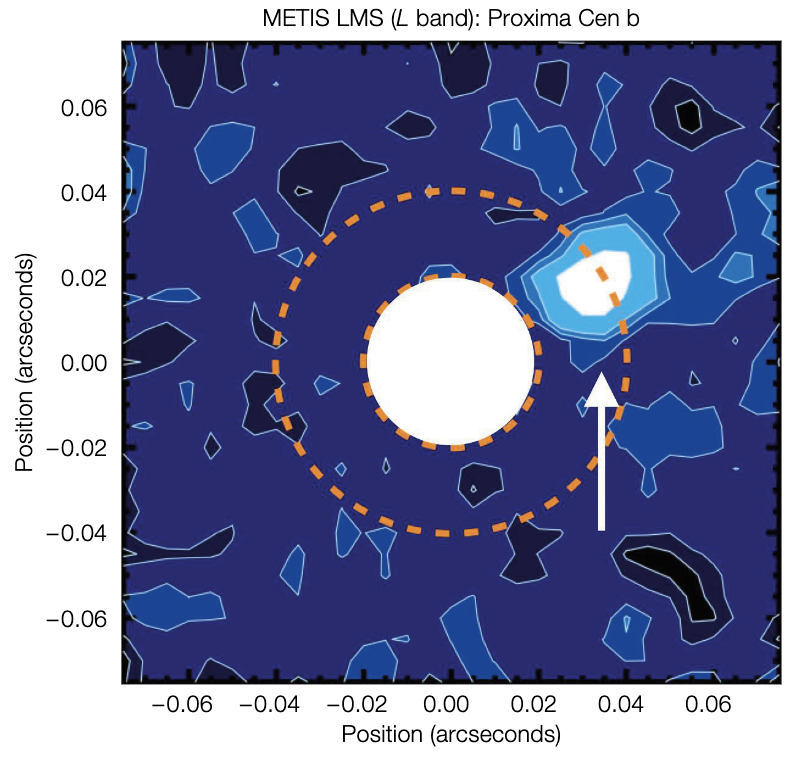 METIS LMS (L band): Proxima Cen b
0.06
0.04
0.02
0.00
−0.02
−0.04
−0.06
Position (arcseconds)
−0.06 −0.04 −0.02 0.00 0.02 0.04 0.06
Position (arcseconds)